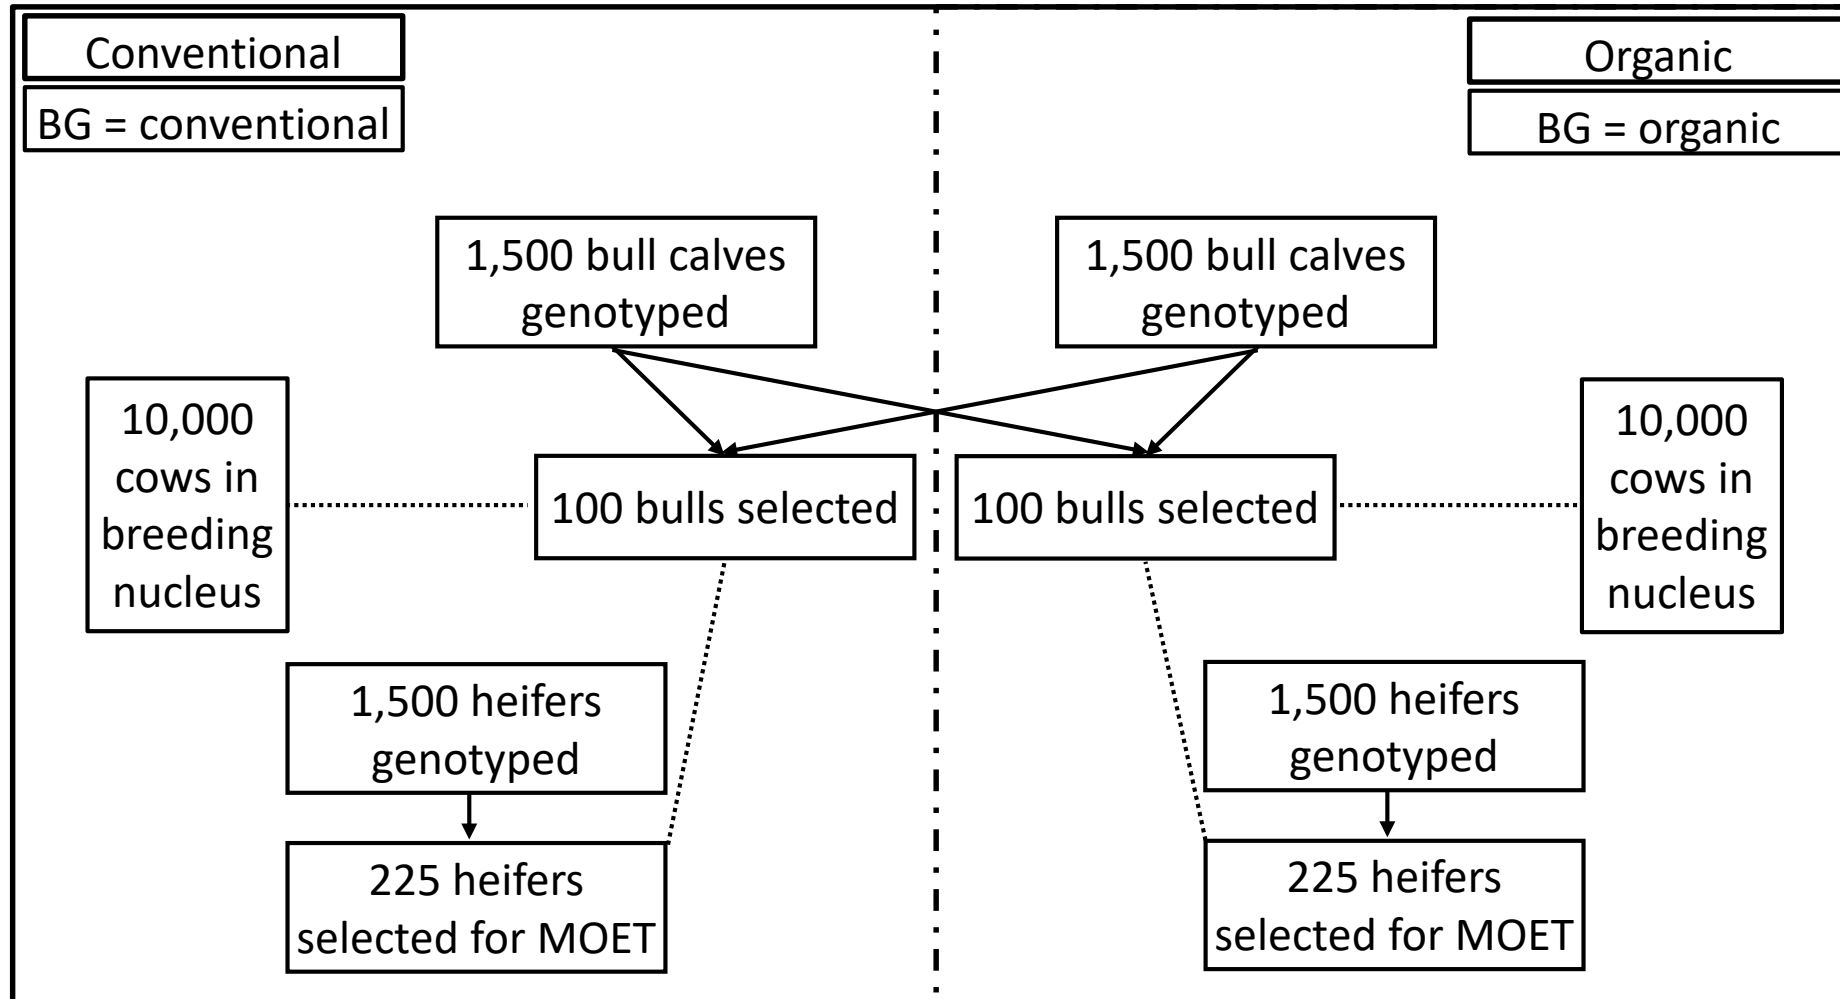 Conventional
BG = conventional
Organic
BG = organic
1,500 bull calves
genotyped
1,500 bull calves
genotyped
10,000
cows in
breeding
nucleus
100 bulls selected
100 bulls selected
10,000
cows in
breeding
nucleus
1,500 heifers
genotyped
1,500 heifers
genotyped
225 heifers
selected for MOET
225 heifers
selected for MOET